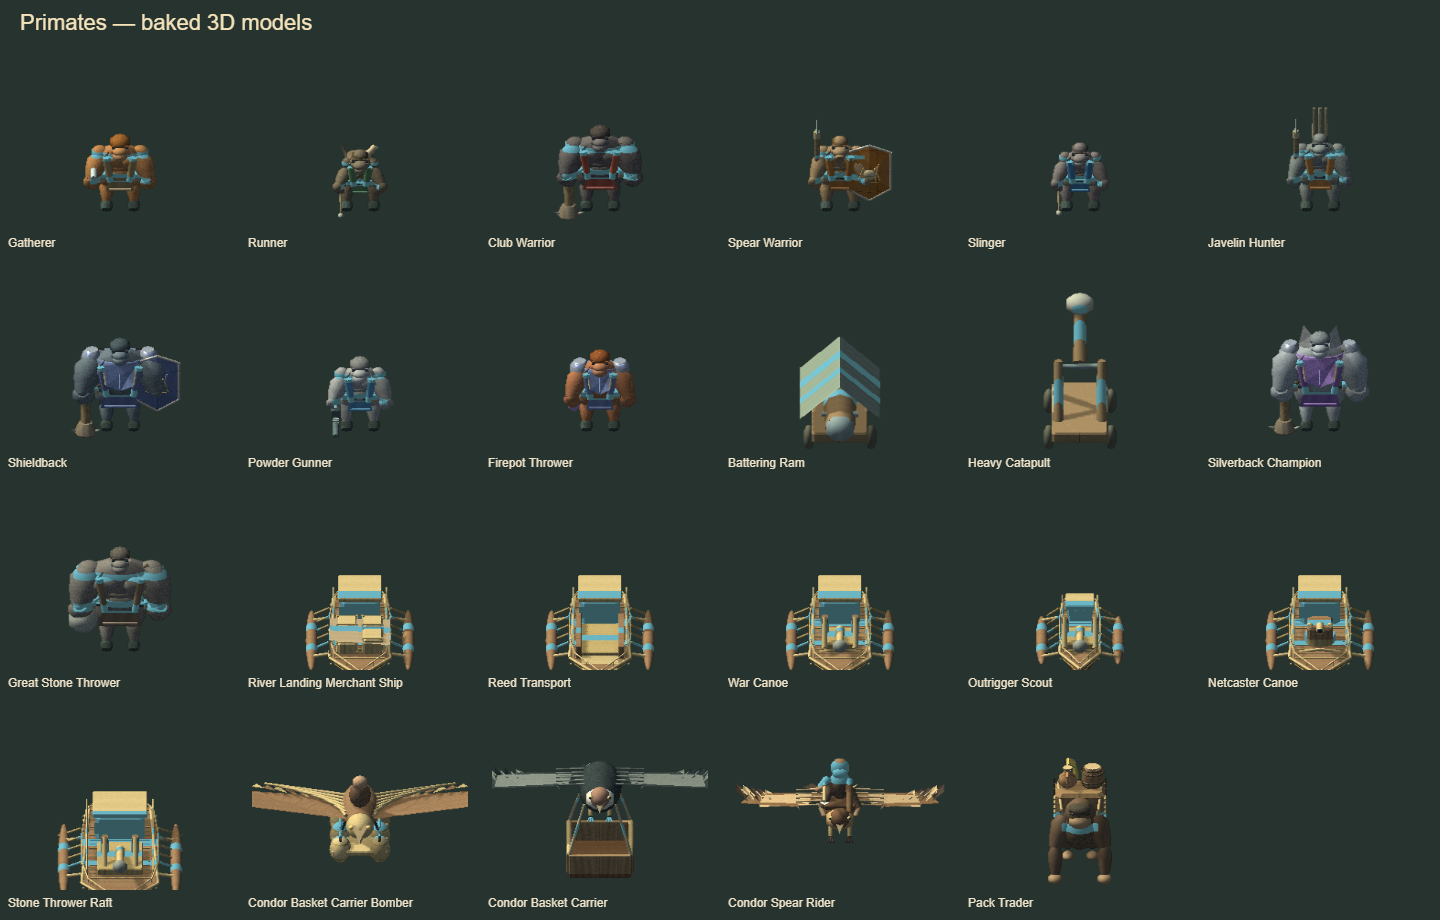 Primates — baked 3D models
Gatherer
Runner
Club Warrior
Spear Warrior
Slinger
Javelin Hunter
Shieldback
Powder Gunner
Firepot Thrower
Battering Ram
Heavy Catapult
Silverback Champion
Great Stone Thrower
River Landing Merchant Ship
Reed Transport
War Canoe
Outrigger Scout
Netcaster Canoe
Stone Thrower Raft
Condor Basket Carrier Bomber
Condor Basket Carrier
Condor Spear Rider
Pack Trader